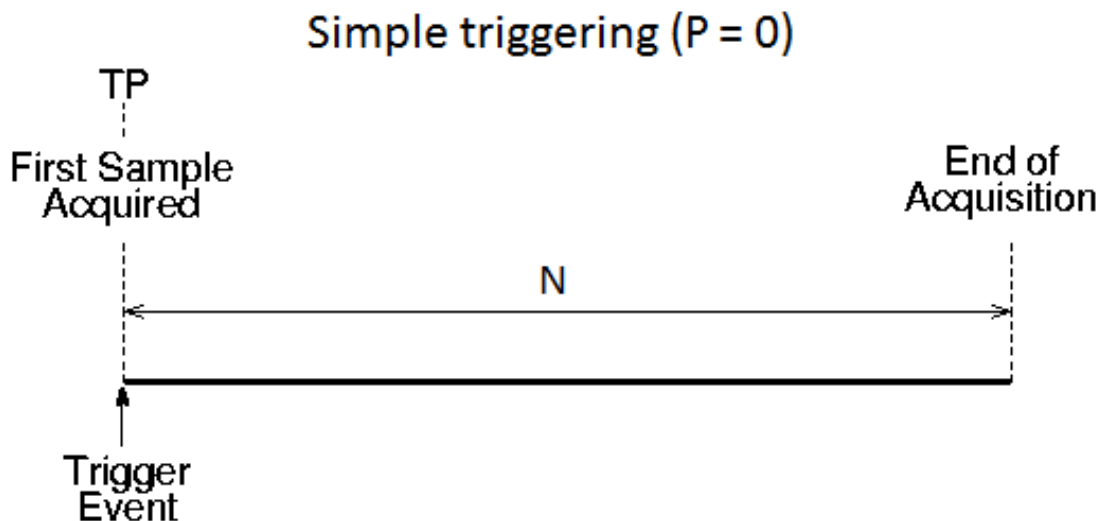 Simple triggering (P = 0)
TP
First Sample
Acquired
End of
Acquisition
N
Trigger
Event